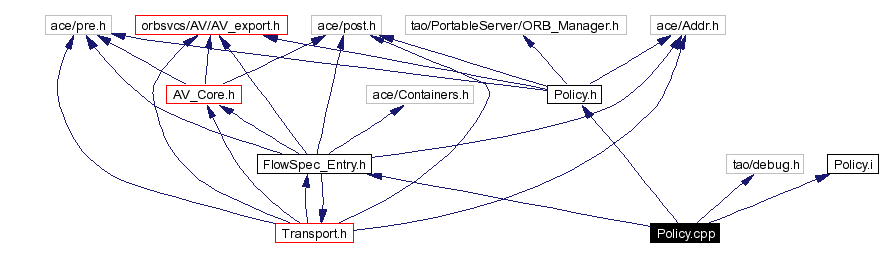 ace/pre.h
orbsvcs/AV/AV_export.h
ace/post.h
tao/PortableServer/ORB_Manager.h
ace/Addr.h
AV_Core.h
ace/Containers.h
Policy.h
FlowSpec_Entry.h
tao/debug.h
Policy.i
Transport.h
Policy.cpp